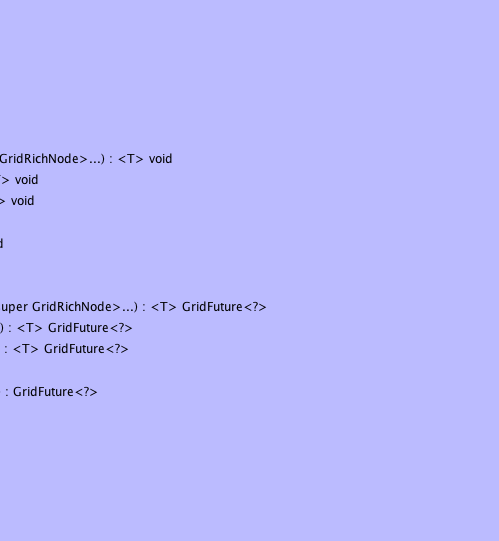 GridRichNode>...) : <T> void
> void
> void
d
uper GridRichNode>...) : <T> GridFuture<?>
) : <T> GridFuture<?>
: <T> GridFuture<?>
: GridFuture<?>